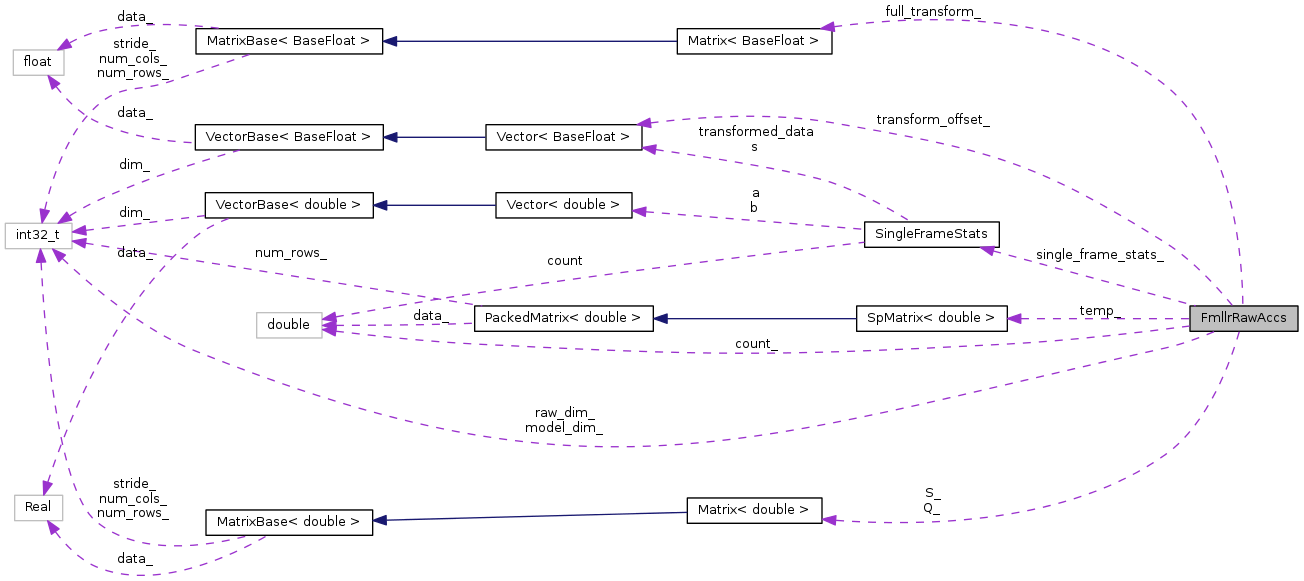 full_transform_
data_
MatrixBase< BaseFloat >
Matrix< BaseFloat >
stride_
num_cols_
num_rows_
float
data_
transform_offset_
VectorBase< BaseFloat >
Vector< BaseFloat >
transformed_data
s
dim_
VectorBase< double >
Vector< double >
a
b
dim_
int32_t
SingleFrameStats
data_
num_rows_
count
single_frame_stats_
double
data_
PackedMatrix< double >
SpMatrix< double >
temp_
FmllrRawAccs
count_
raw_dim_
model_dim_
stride_
num_cols_
num_rows_
Real
MatrixBase< double >
Matrix< double >
S_
Q_
data_